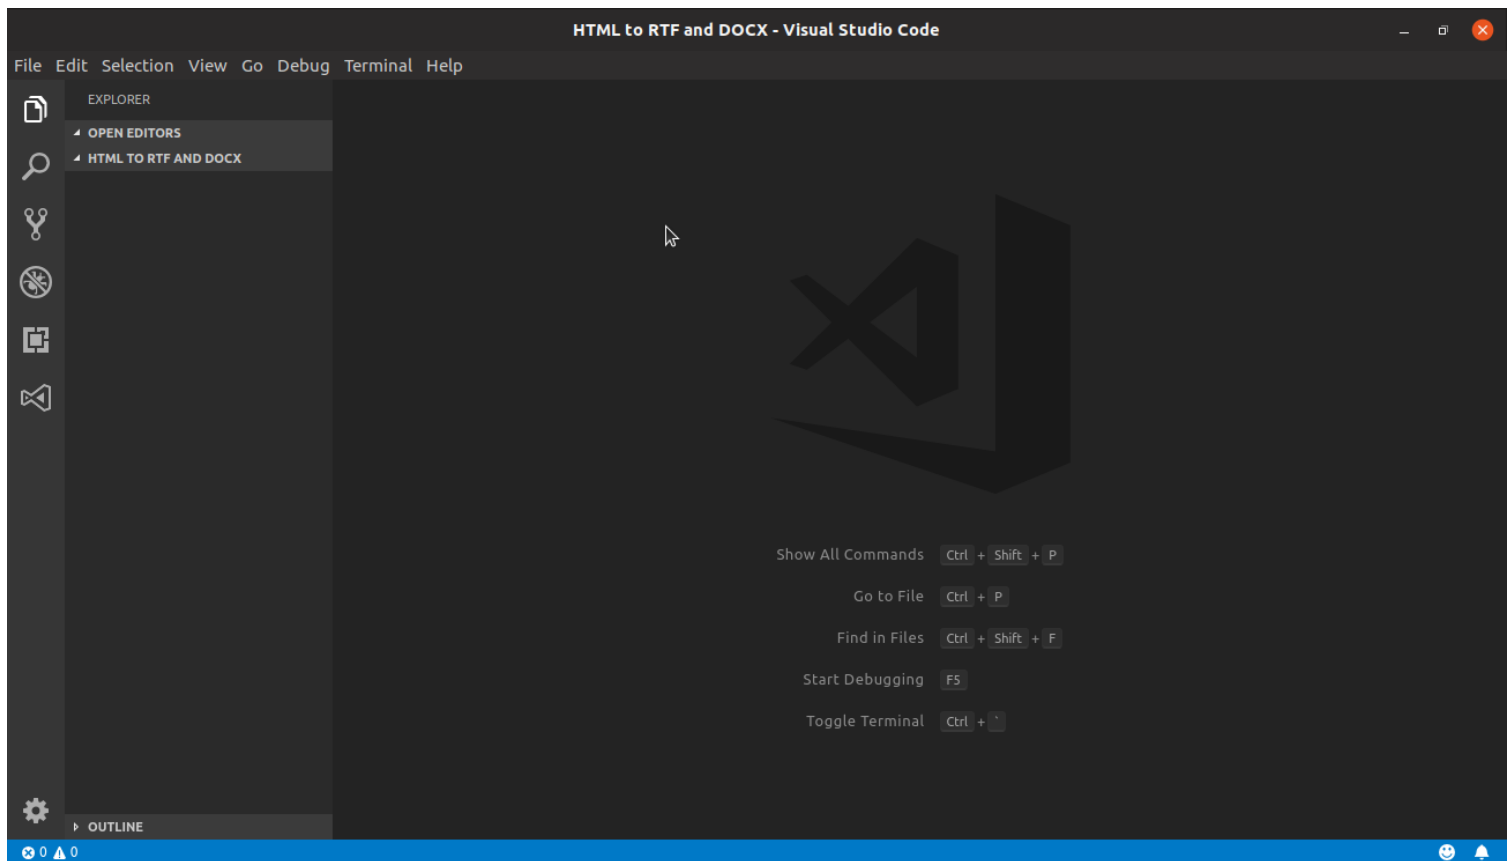 HTML to RTF and DOCX - Visual Studio Code
File Edit Selection View Go Debug Terminal Help
EXPLORER
OPEN EDITORS
HTML TO RTF AND DOCX
Show All Commands Ctrl + Shift + P
Go to File Ctrl + P
Find in Files Ctrl + Shift + F
Start Debugging F5
Toggle Terminal Ctrl + `
OUTLINE
0 0